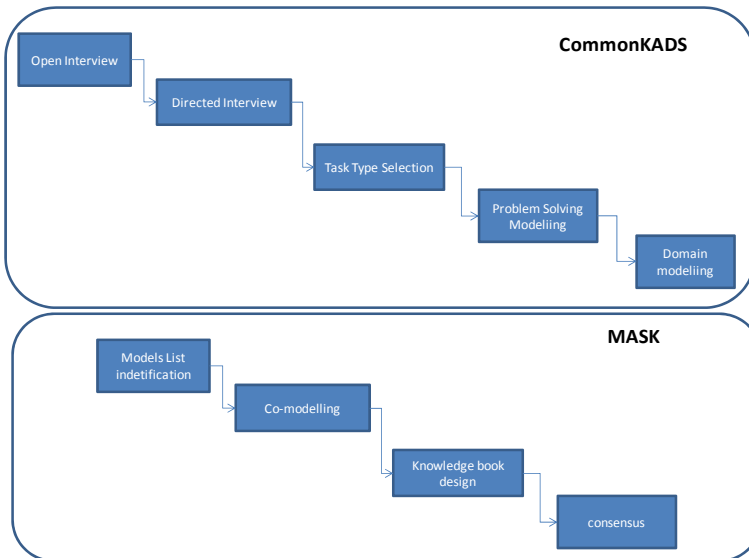 CommonKADS
Open Interview
Directed Interview
Task Type Selection
Problem Solving
Modeliing
Domain
modeliing
MASK
Models List
indetification
Co-modelling
Knowledge book
design
consensus